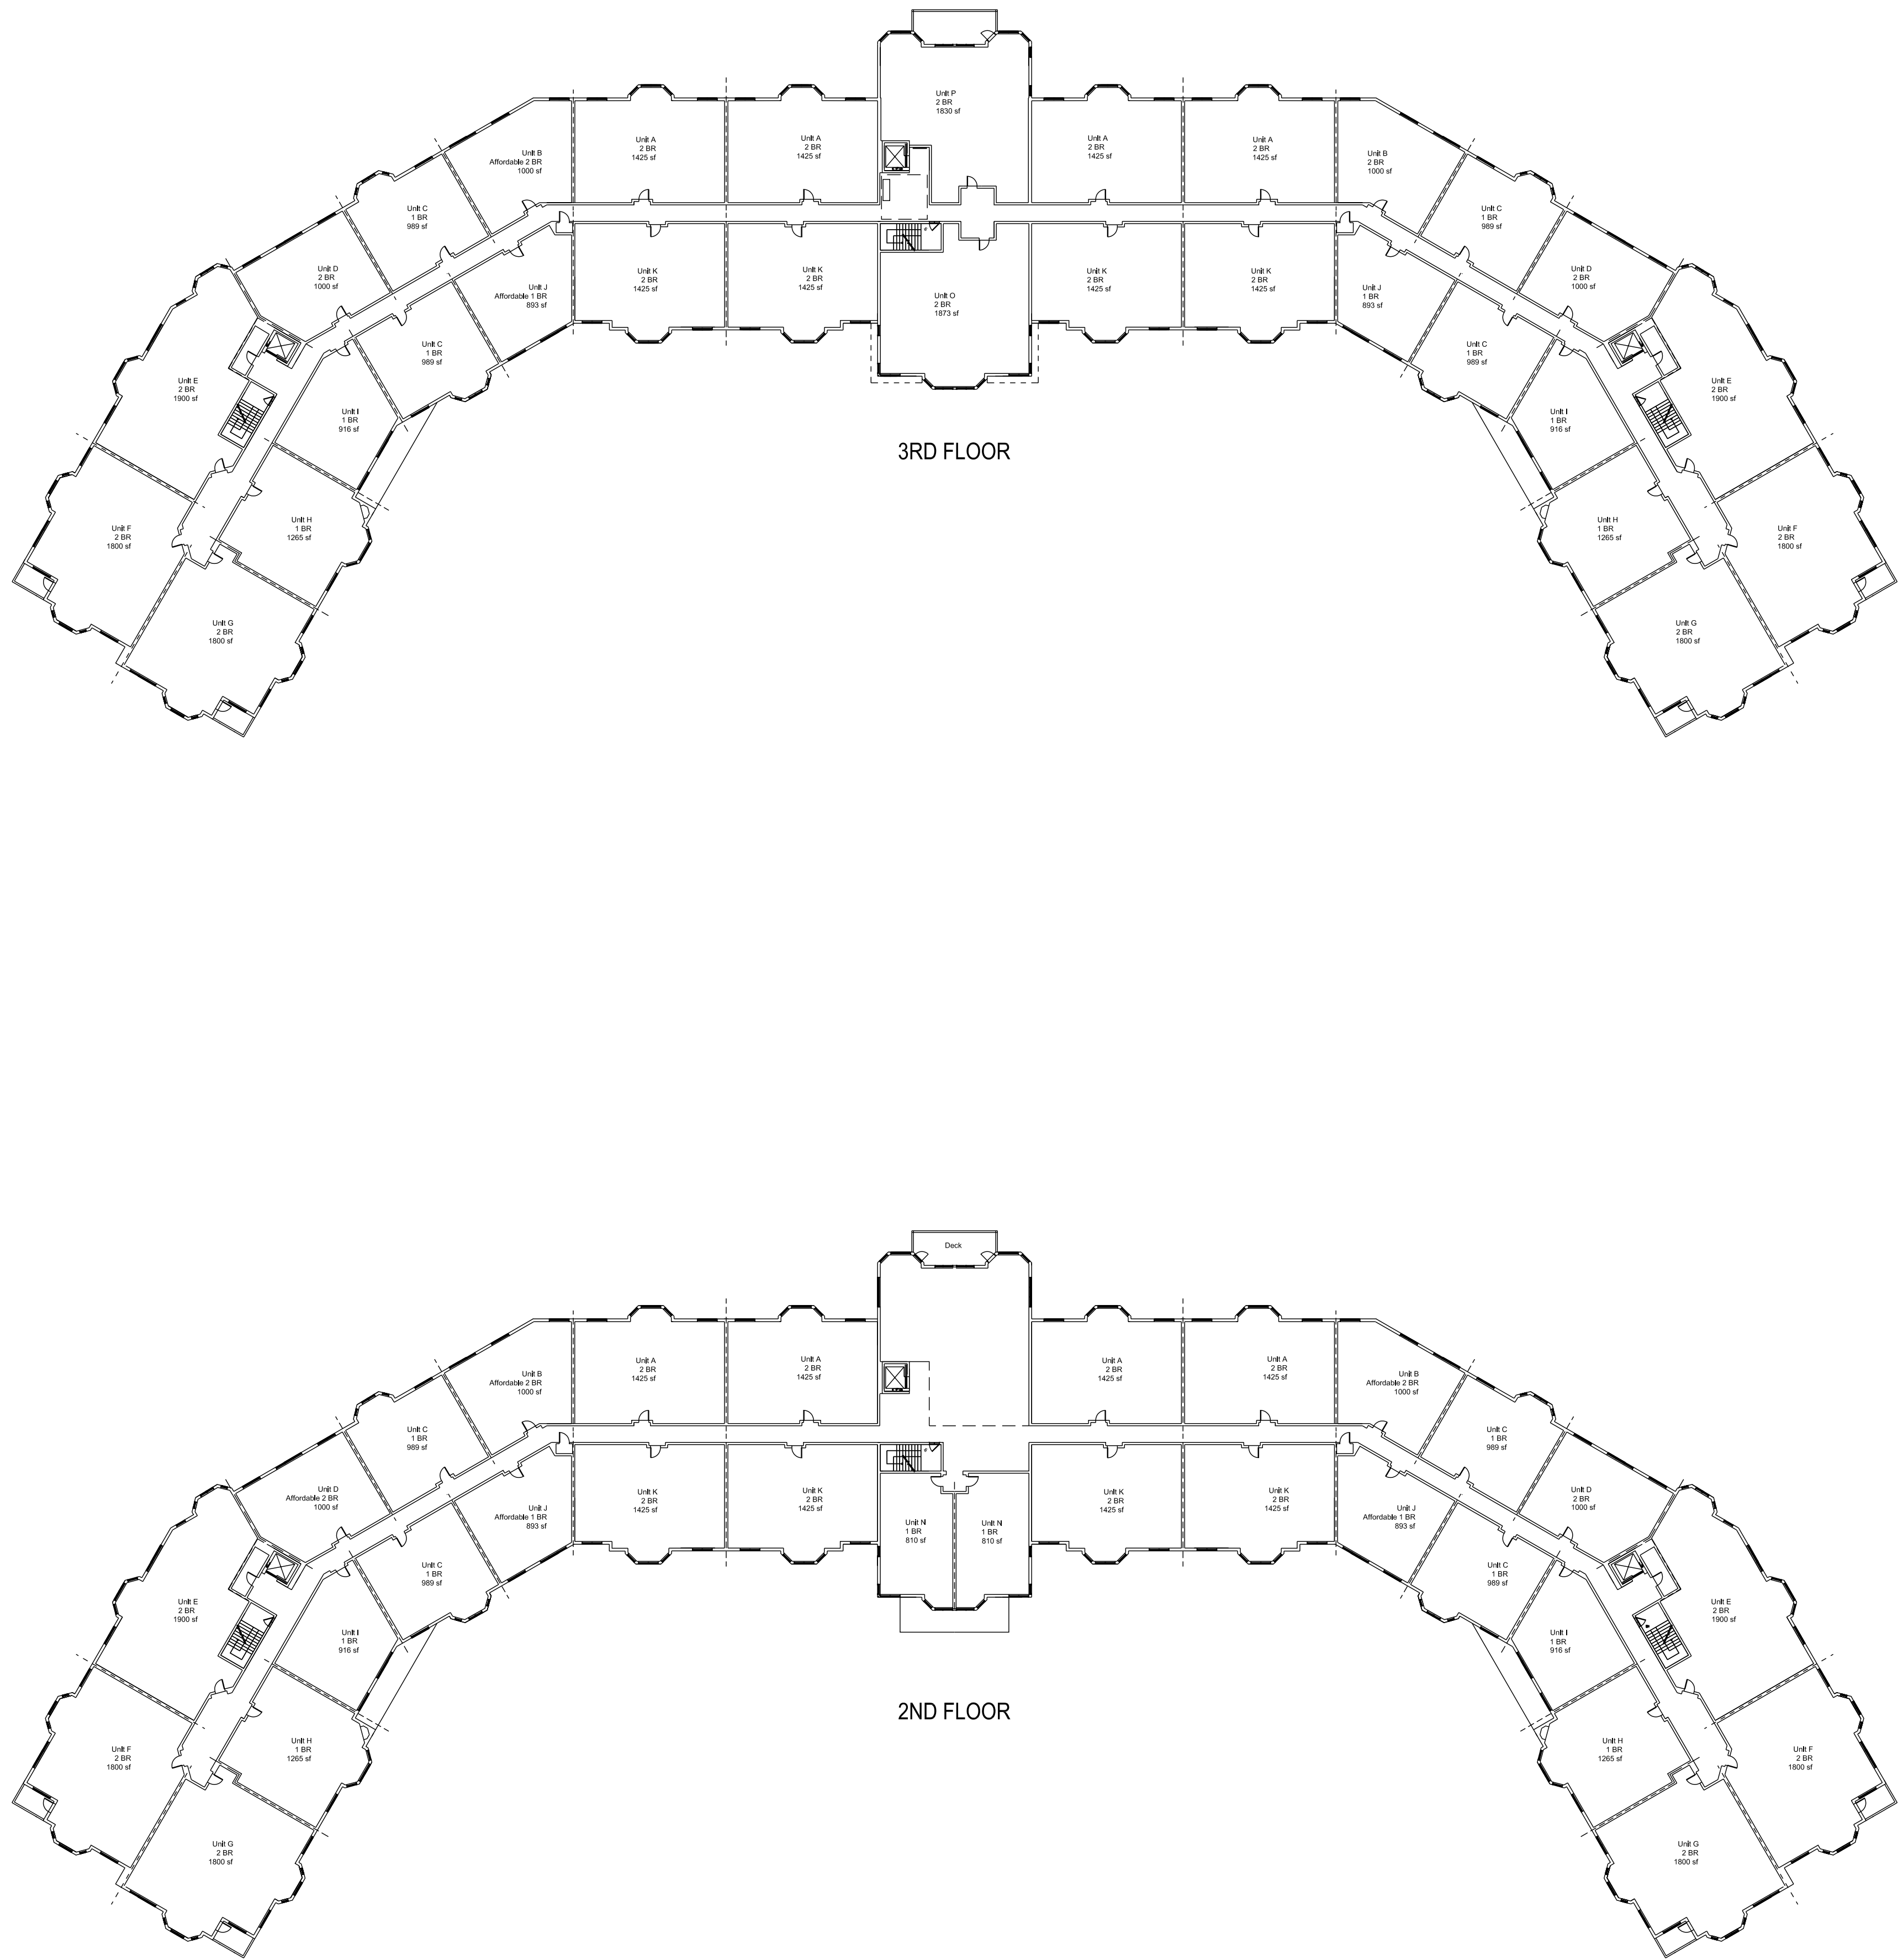 Unit P
2 BR
1830 sf
Unit A
2 BR
1425 sf
Unit A
2 BR
1425 sf
Unit A
2 BR
1425 sf
Unit A
2 BR
1425 sf
Unit B
Affordable 2 BR
1000 sf
Unit B
2 BR
1000 sf
Unit C
1 BR
989 sf
Unit C
1 BR
989 sf
Unit D
2 BR
1000 sf
Unit D
2 BR
1000 sf
Unit K
2 BR
1425 sf
Unit K
2 BR
1425 sf
Unit O
2 BR
1873 sf
Unit K
2 BR
1425 sf
Unit K
2 BR
1425 sf
Unit J
Affordable 1 BR
893 sf
Unit J
1 BR
893 sf
Unit C
1 BR
989 sf
Unit C
1 BR
989 sf
Unit E
2 BR
1900 sf
Unit E
2 BR
1900 sf
Unit I
1 BR
916 sf
Unit I
1 BR
916 sf
3RD FLOOR
Unit F
2 BR
1800 sf
Unit H
1 BR
1265 sf
Unit H
1 BR
1265 sf
Unit F
2 BR
1800 sf
Unit G
2 BR
1800 sf
Unit G
2 BR
1800 sf
Deck
Unit A
2 BR
1425 sf
Unit A
2 BR
1425 sf
Unit A
2 BR
1425 sf
Unit A
2 BR
1425 sf
Unit B
Affordable 2 BR
1000 sf
Unit B
Affordable 2 BR
1000 sf
Unit C
1 BR
989 sf
Unit C
1 BR
989 sf
Unit D
Affordable 2 BR
1000 sf
Unit D
2 BR
1000 sf
Unit K
2 BR
1425 sf
Unit K
2 BR
1425 sf
Unit K
2 BR
1425 sf
Unit K
2 BR
1425 sf
Unit J
Affordable 1 BR
893 sf
Unit N
1 BR
810 sf
Unit N
1 BR
810 sf
Unit J
Affordable 1 BR
893 sf
Unit C
1 BR
989 sf
Unit C
1 BR
989 sf
Unit E
2 BR
1900 sf
Unit E
2 BR
1900 sf
Unit I
1 BR
916 sf
Unit I
1 BR
916 sf
2ND FLOOR
Unit F
2 BR
1800 sf
Unit H
1 BR
1265 sf
Unit H
1 BR
1265 sf
Unit F
2 BR
1800 sf
Unit G
2 BR
1800 sf
Unit G
2 BR
1800 sf